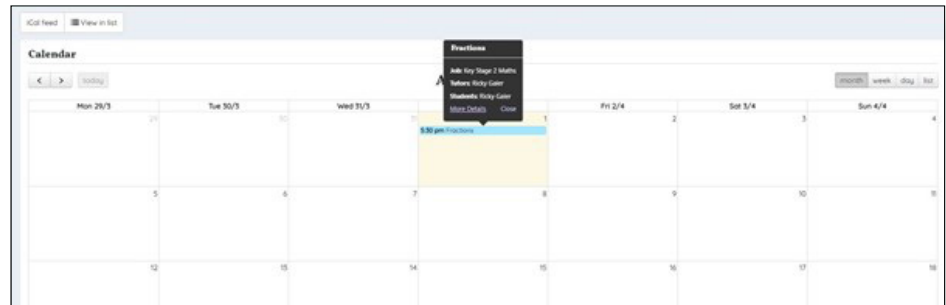 iCal feed View in list
Calendar
Fractions
Job: Key Stage 2 Maths
Tutors: Ricky Galer
Students: Ricky Galer
More Details Close
< > today
A
month week day list
Mon 29/3 Tue 30/3 Wed 31/3 Fri 2/4 Sat 3/4 Sun 4/4
29 30 31 1 2 3 4
5:30 pm Fractions
5 6 7 8 9 10 11
12 13 14 15 16 17 18